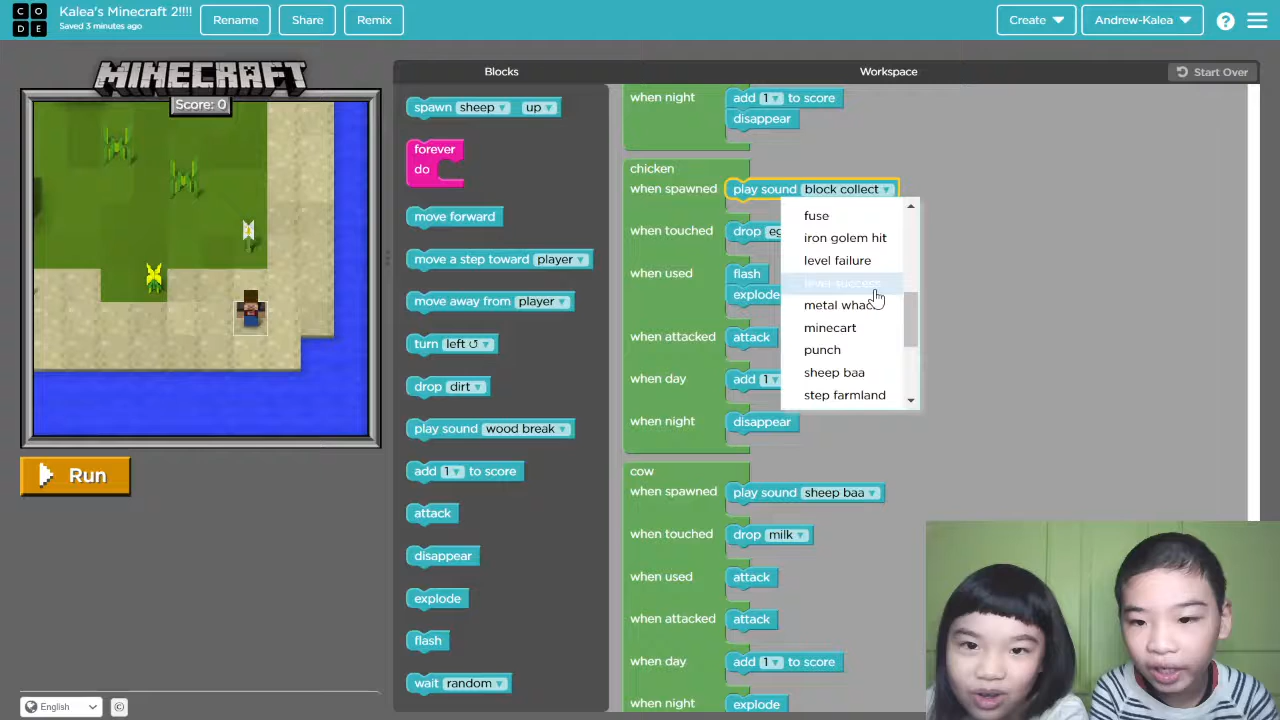 CO
DE
Kalea's Minecraft 2!!!!
Saved 3 minutes ago
Rename
Share
Remix
Create
Andrew-Kalea
?
MINECRAFT
Score: 0
Run
English
©
Blocks
Workspace
Start Over
spawn sheep up
forever
do
move forward
move a step toward player
move away from player
turn left
drop dirt
play sound wood break
add 1 to score
attack
disappear
explode
flash
wait random
when night add 1 to score
disappear
chicken
when spawned play sound block collect
when touched drop
when used flash
explode
when attacked attack
when day add 1
when night disappear
fuse
iron golem hit
level failure
level success
metal whack
minecart
punch
sheep baa
step farmland
cow
when spawned play sound sheep baa
when touched drop milk
when used attack
when attacked attack
when day add 1 to score
when night explode